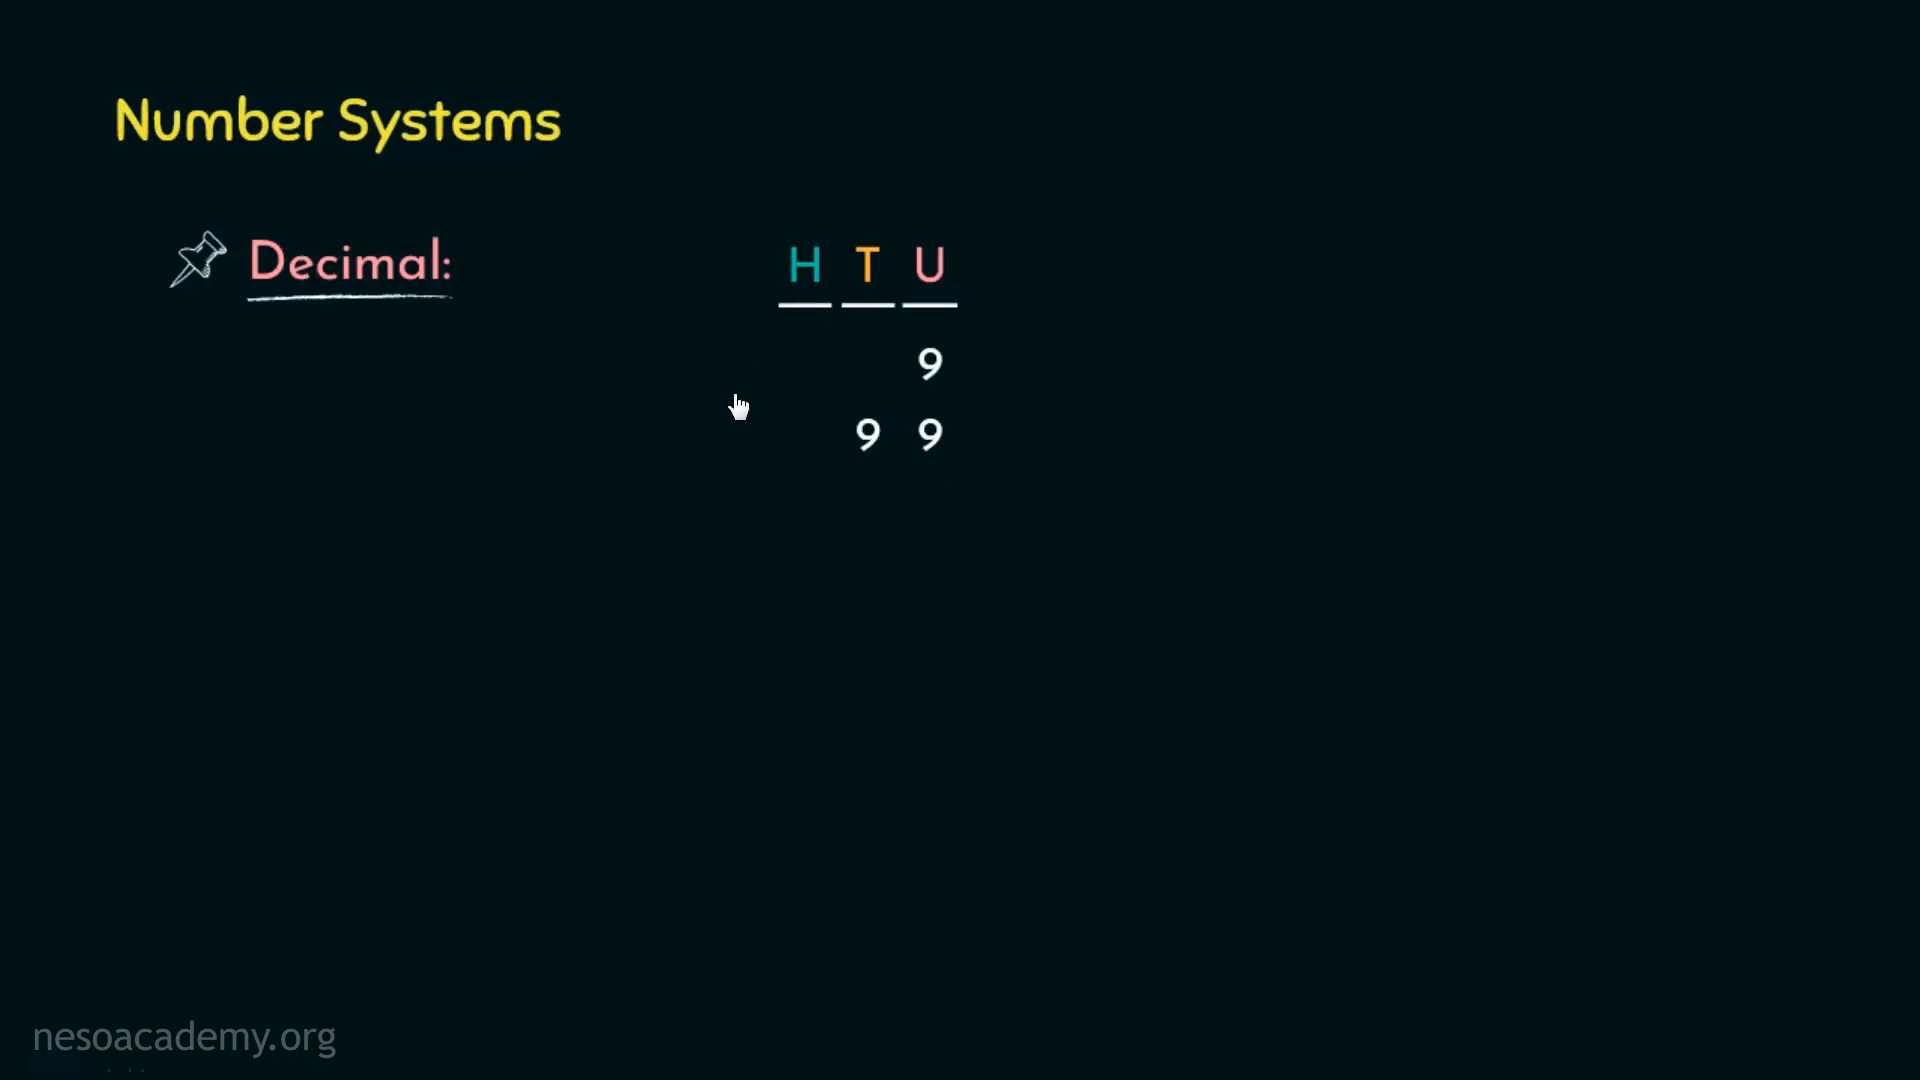 Number Systems
Decimal:
H T U
9
9 9
nesoacademy.org